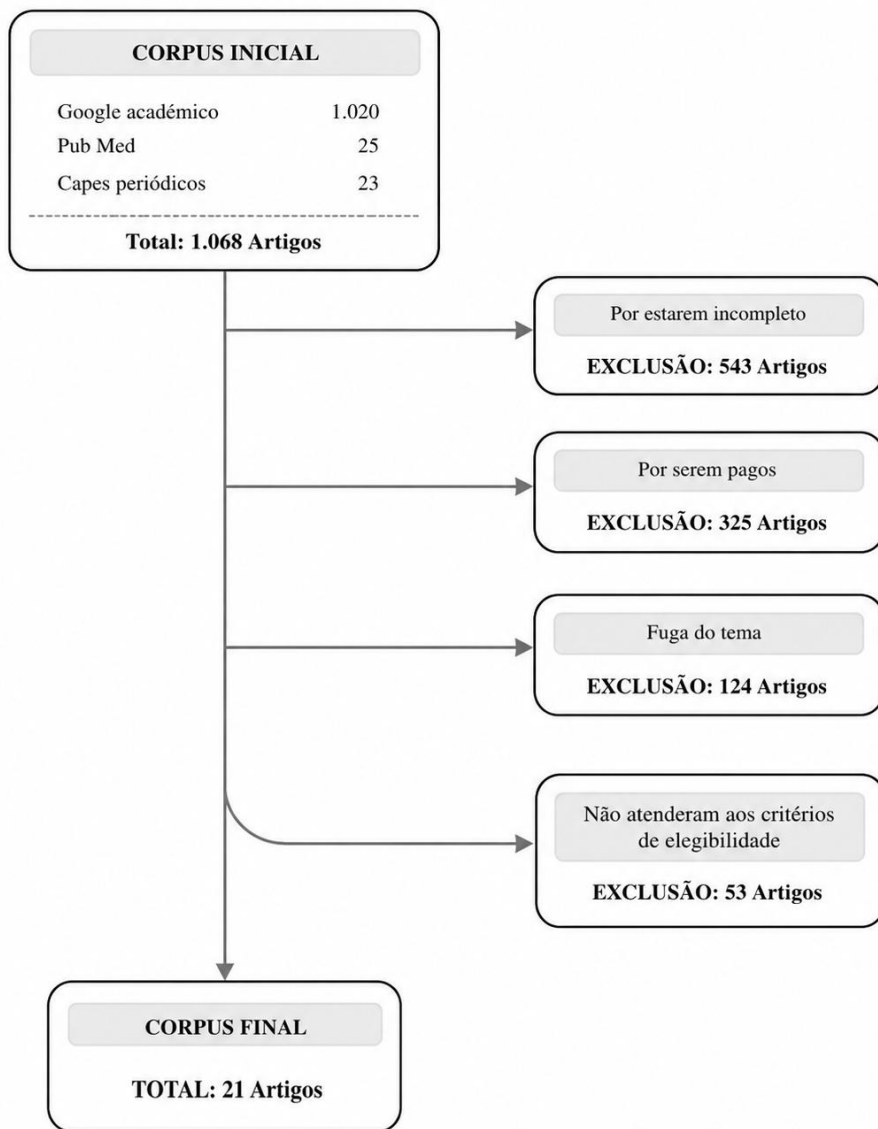 CORPUS INICIAL
Google académico 1.020
Pub Med 25
Capes periódicos 23
Total: 1.068 Artigos
Por estarem incompleto
EXCLUSÃO: 543 Artigos
Por serem pagos
EXCLUSÃO: 325 Artigos
Fuga do tema
EXCLUSÃO: 124 Artigos
Não atenderam aos critérios
de elegibilidade
EXCLUSÃO: 53 Artigos
CORPUS FINAL
TOTAL: 21 Artigos